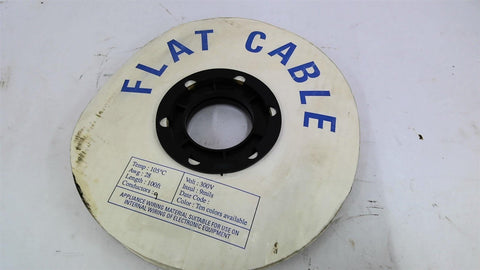 FLAT CABLE
Temp : 105°C
Awg : 28
Length : 100ft
Conductors : 9
Volt : 300V
Insul : 9mils
Date Code :
Color : Ten colors available
APPLIANCE WIRING MATERIAL SUITABLE FOR USE ON
INTERNAL WIRING OF ELECTRONIC EQUIPMENT